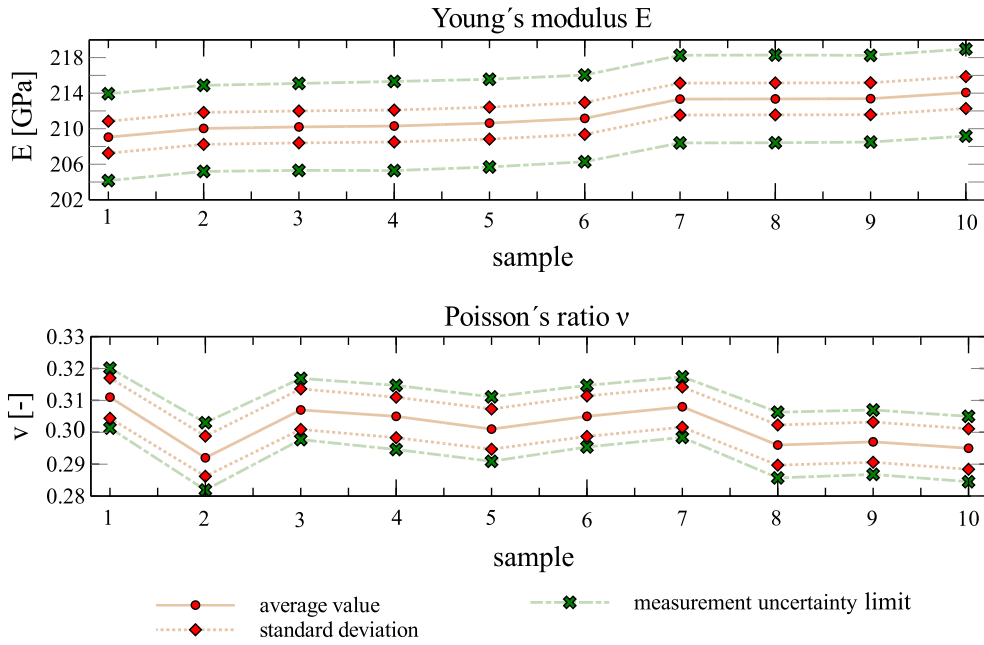 Young´s modulus E
E [GPa]
218
214
210
206
202
1 2 3 4 5 6 7 8 9 10
sample
Poisson´s ratio ν
ν [-]
0.33
0.32
0.31
0.30
0.29
0.28
1 2 3 4 5 6 7 8 9 10
sample
average value
standard deviation
measurement uncertainty limit